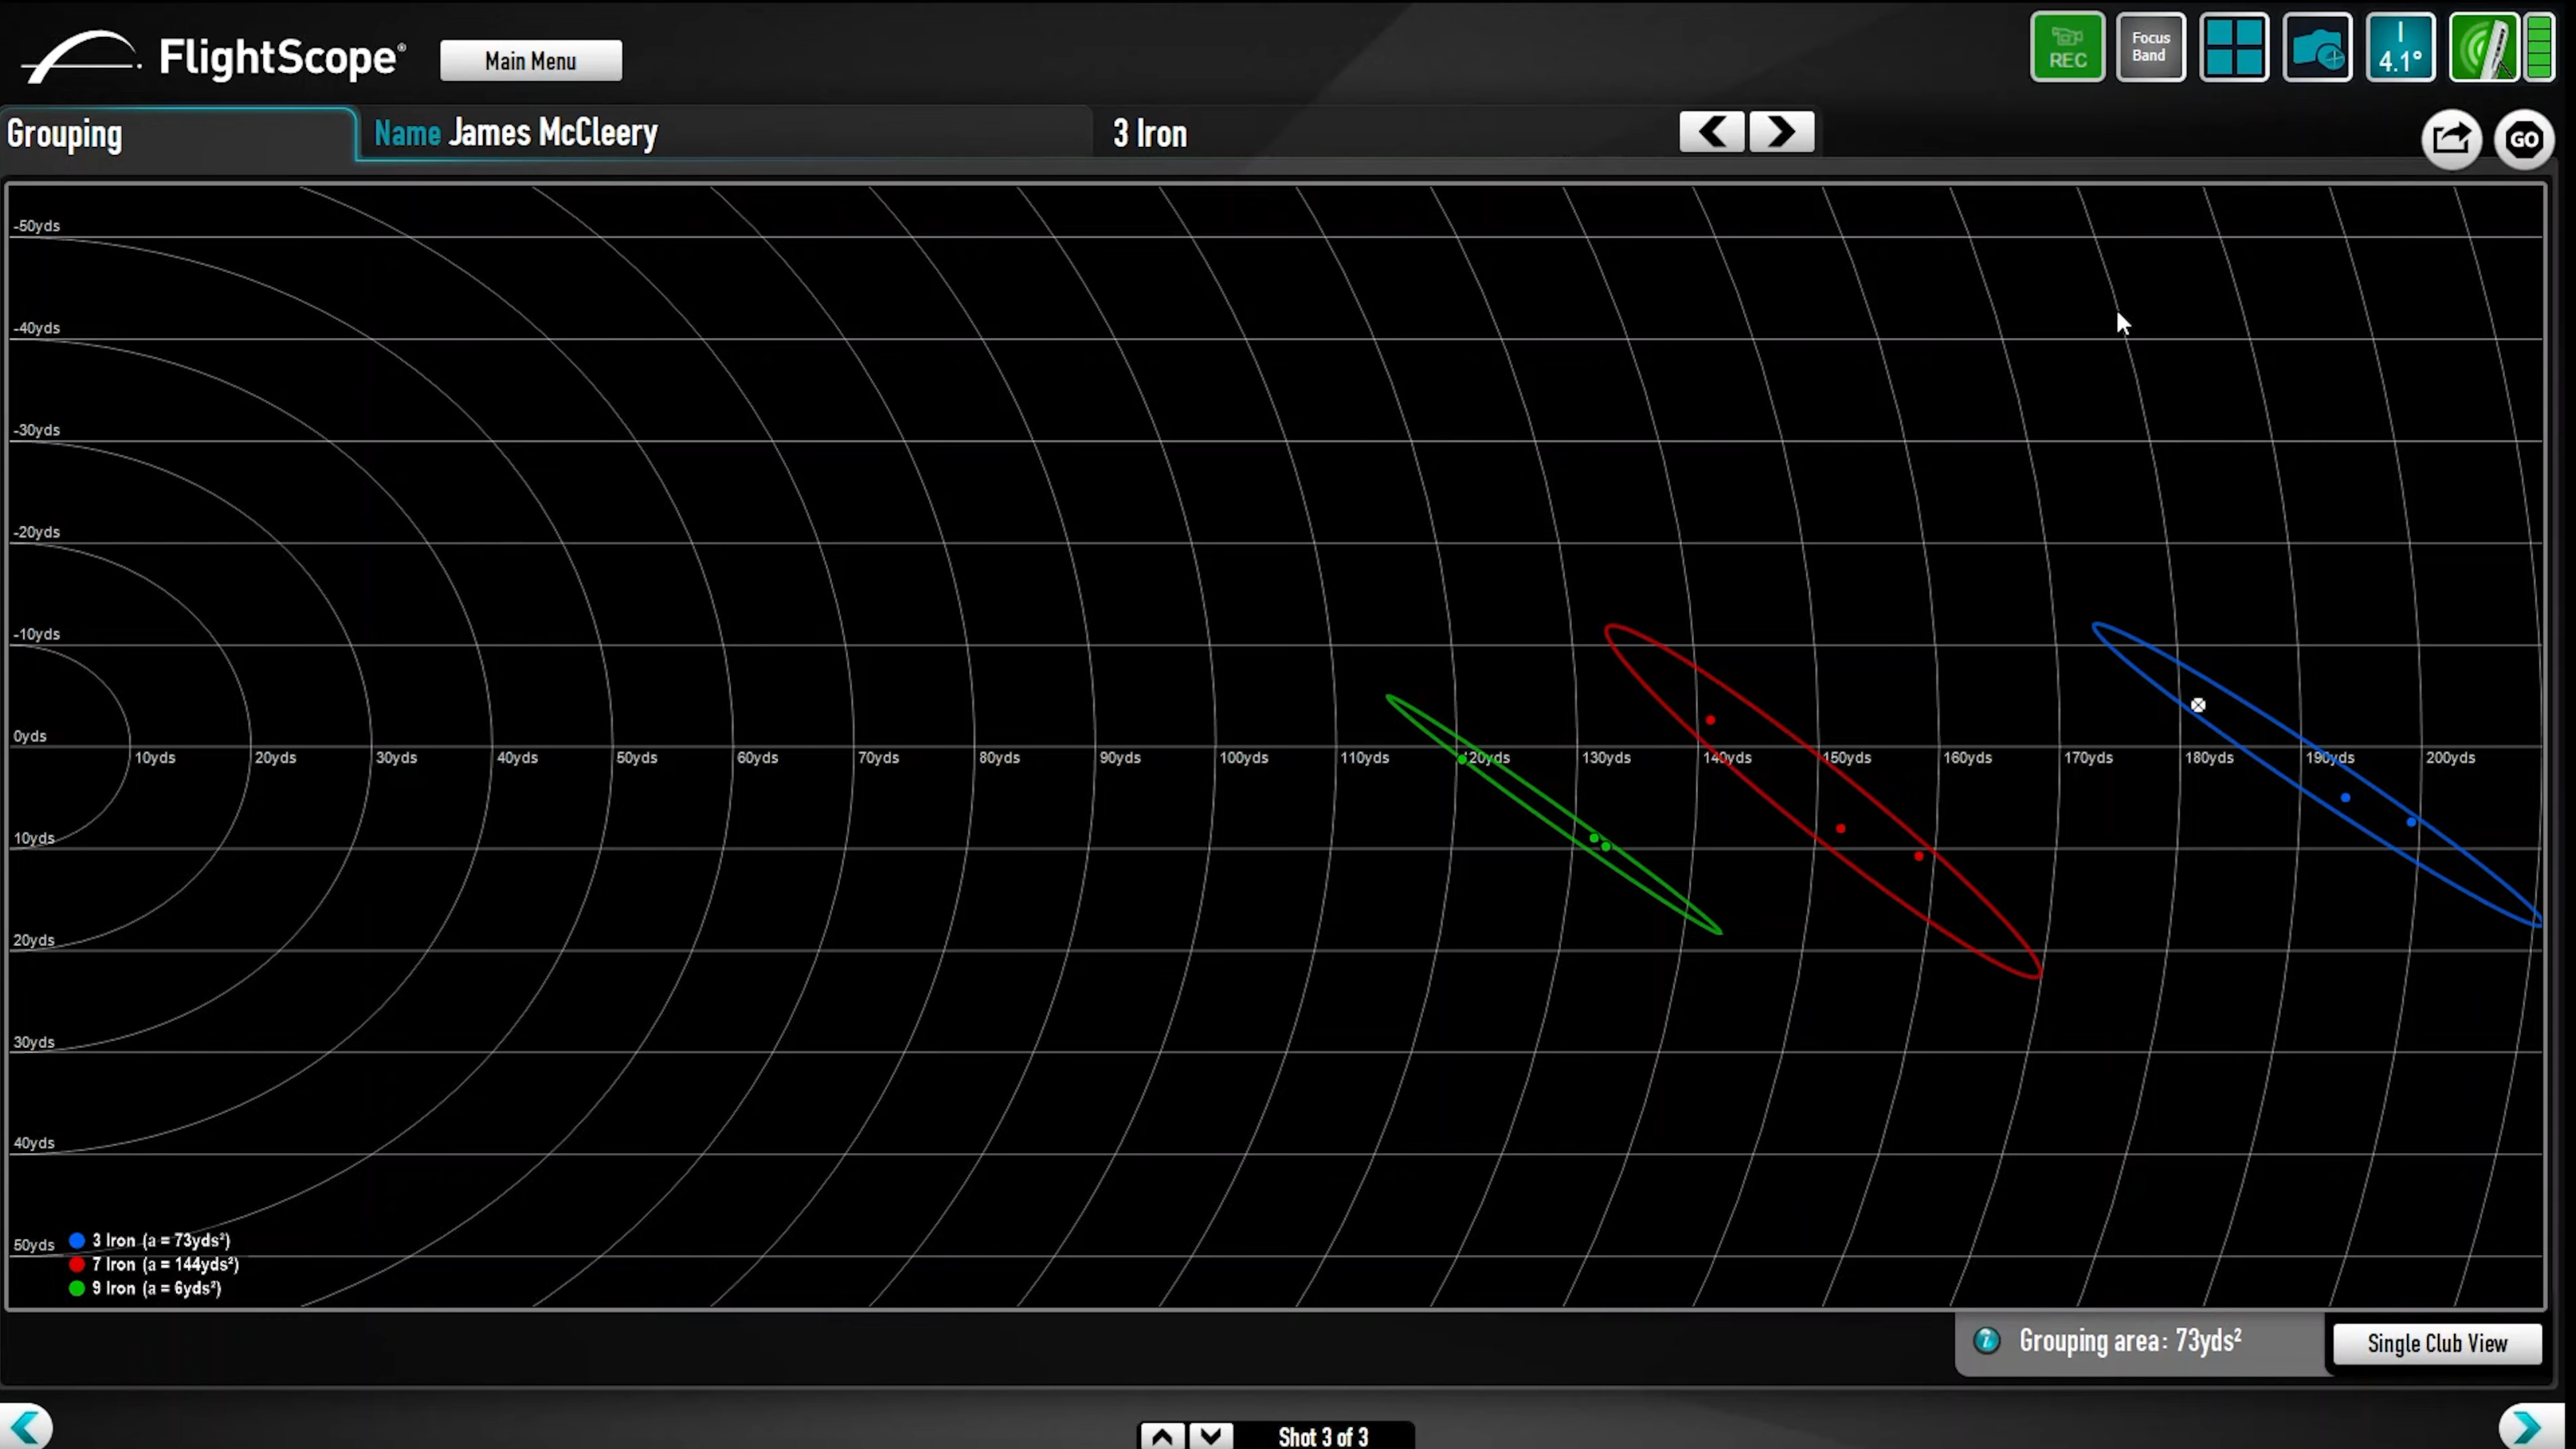 FlightScope®
Main Menu
REC
Focus Band
4.1°
Grouping
Name James McCleery
3 Iron
GO
-50yds
-40yds
-30yds
-20yds
-10yds
0yds
10yds
20yds
30yds
40yds
50yds
10yds 20yds 30yds 40yds 50yds 60yds 70yds 80yds 90yds 100yds 110yds 120yds 130yds 140yds 150yds 160yds 170yds 180yds 190yds 200yds
3 Iron (a = 73yds²)
7 Iron (a = 144yds²)
9 Iron (a = 6yds²)
Grouping area: 73yds²
Single Club View
Shot 3 of 3